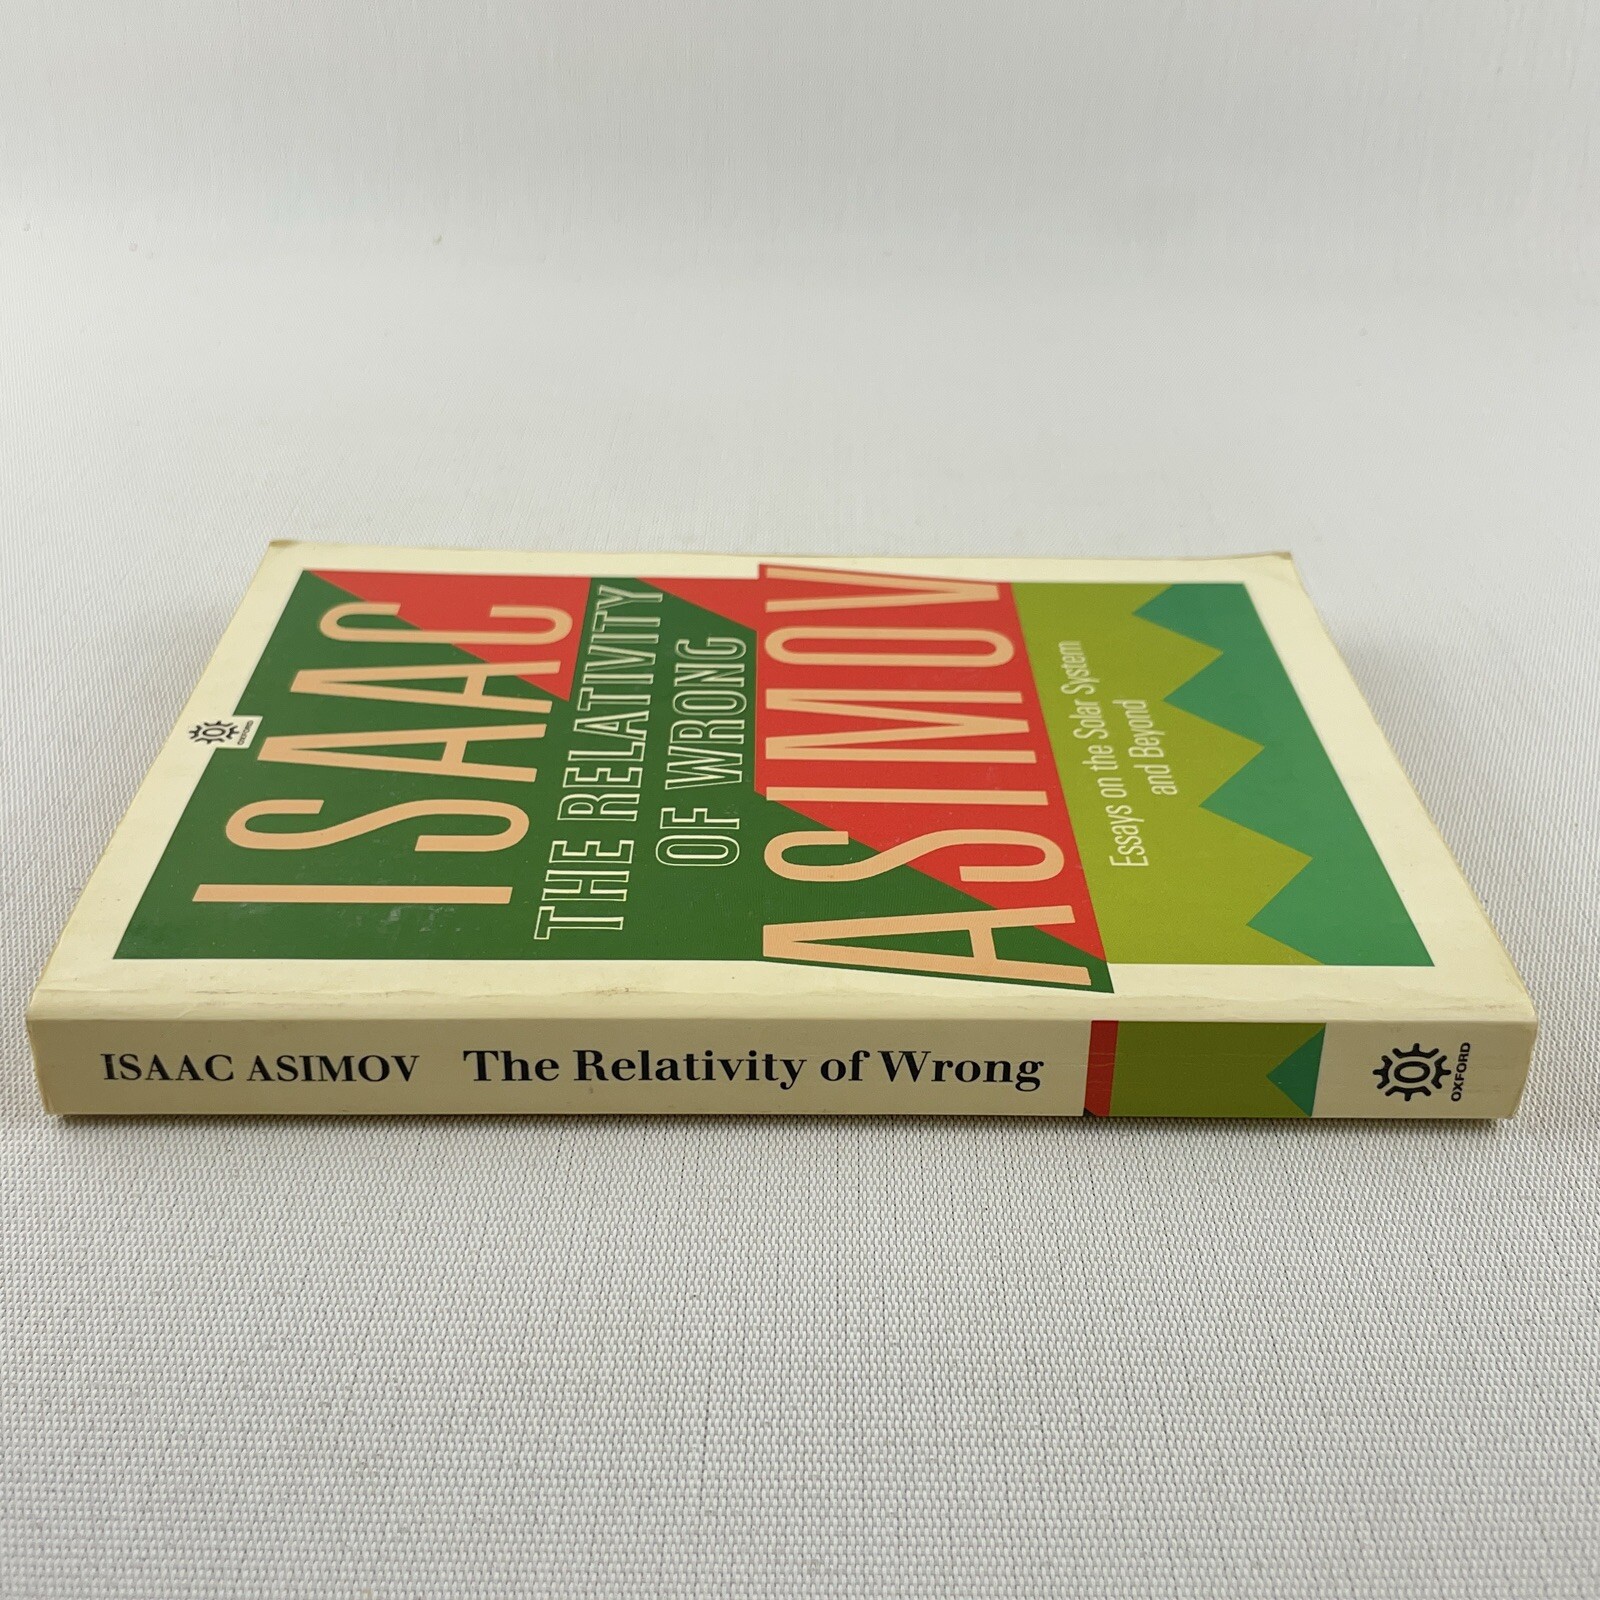 ISAAC
THE RELATIVITY
OF WRONG
ASIMOV
Essays on the Solar System
and Beyond
OXFORD
ISAAC ASIMOV The Relativity of Wrong
OXFORD